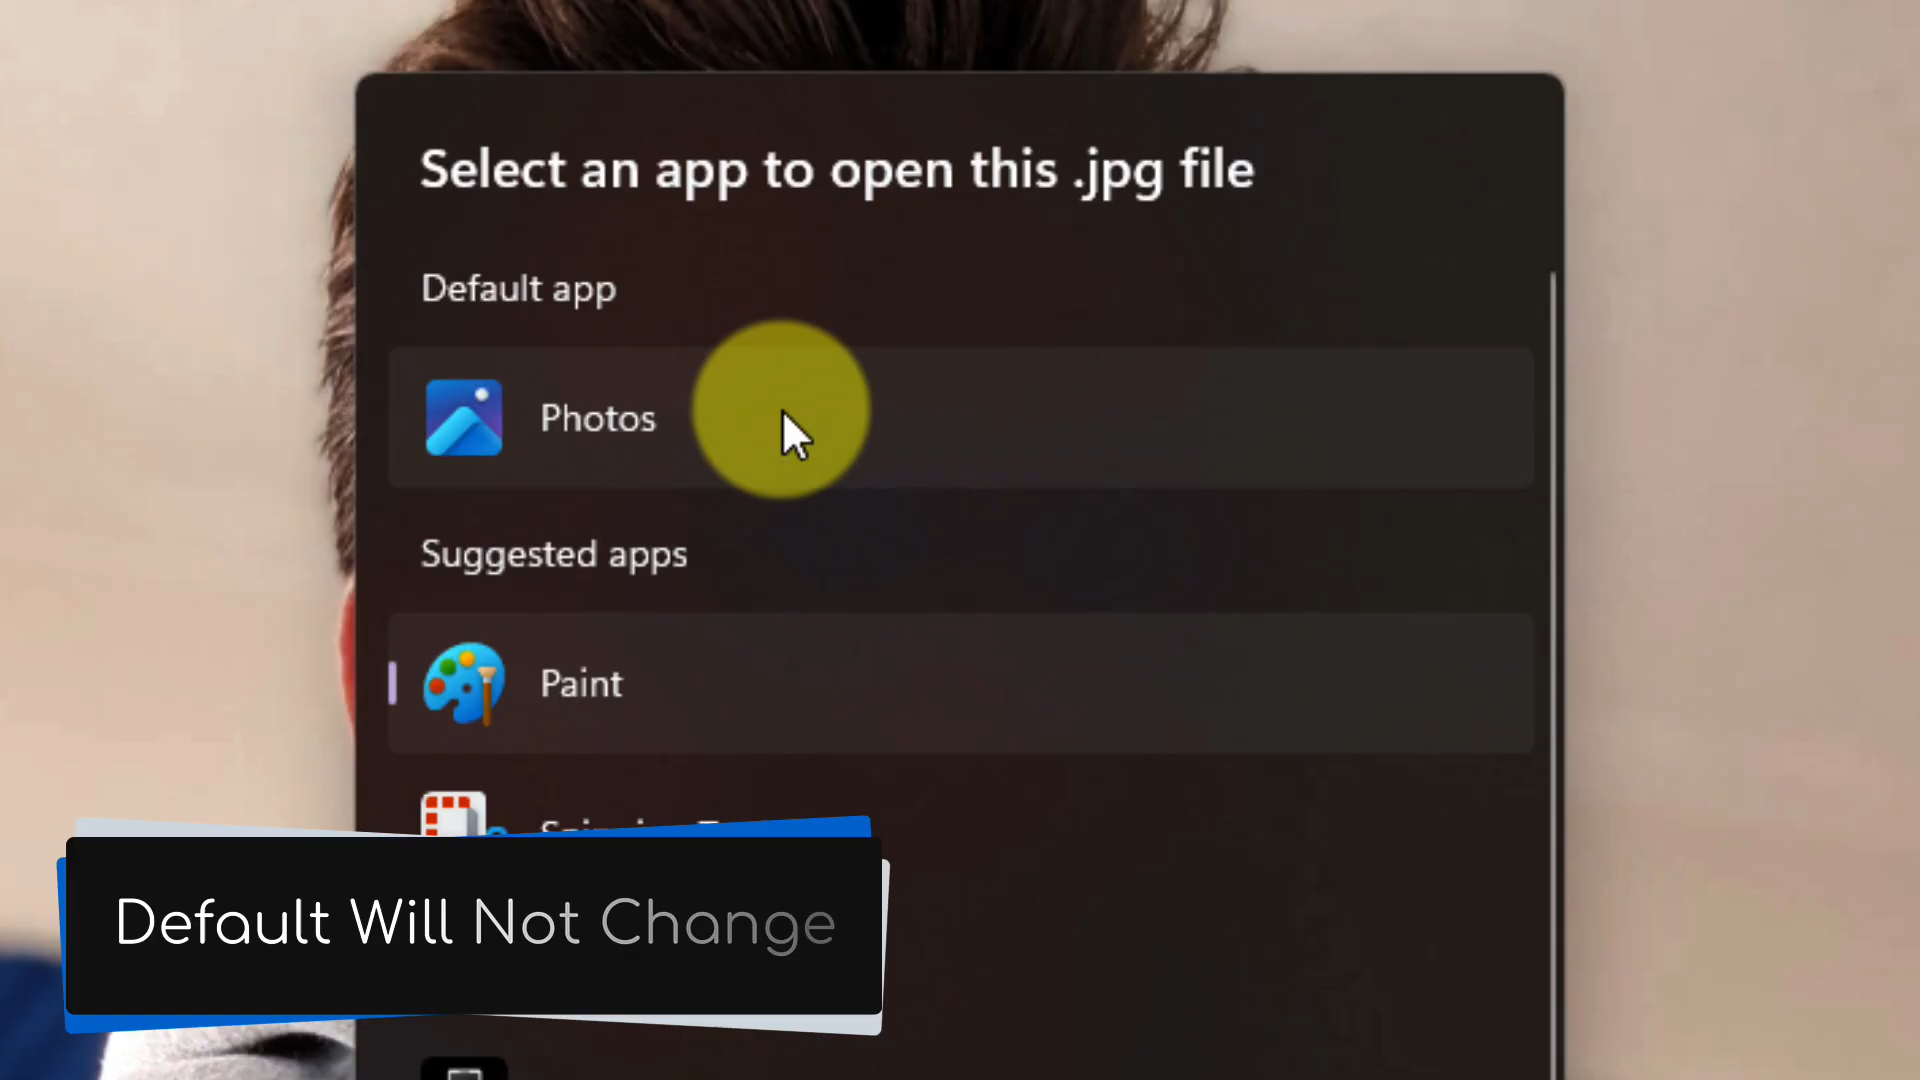 Select an app to open this .jpg file
Default app
Photos
Suggested apps
Paint
Default Will Not Change